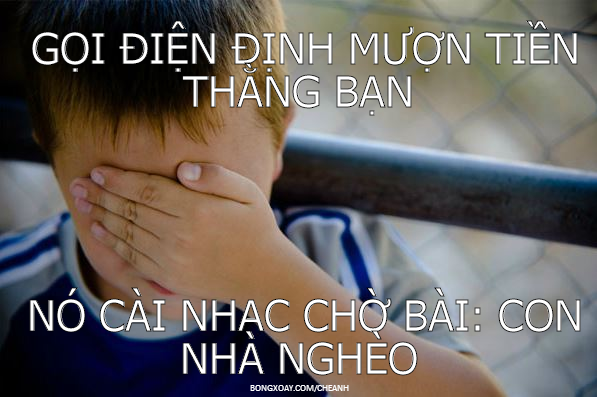 GỌI ĐIỆN ĐỊNH MƯỢN TIỀN
THẰNG BẠN
NÓ CÀI NHẠC CHỜ BÀI: CON
NHÀ NGHÈO
BONGXOAY.COM/CHEANH